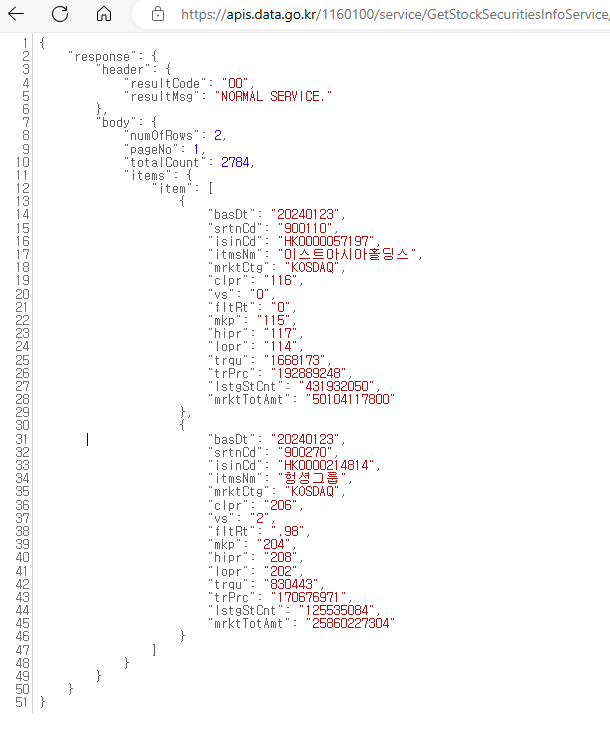 https://apis.data.go.kr/1160100/service/GetStockSecuritiesInfoService/
1 {
2 "response": {
3 "header": {
4 "resultCode": "00",
5 "resultMsg": "NORMAL SERVICE."
6 },
7 "body": {
8 "numOfRows": 2,
9 "pageNo": 1,
10 "totalCount": 2784,
11 "items": {
12 "item": [
13 {
14 "basDt": "20240123",
15 "srtnCd": "900110",
16 "isinCd": "HK0000057197",
17 "itmsNm": "이스트아시아홀딩스",
18 "mrktCtg": "KOSDAQ",
19 "clpr": "116",
20 "vs": "0",
21 "fltRt": "0",
22 "mkp": "115",
23 "hipr": "117",
24 "lopr": "114",
25 "trqu": "1668173",
26 "trPrc": "192889248",
27 "lstgStCnt": "431932050",
28 "mrktTotAmt": "50104117800"
29 },
30 {
31 "basDt": "20240123",
32 "srtnCd": "900270",
33 "isinCd": "HK0000214814",
34 "itmsNm": "헝셩그룹",
35 "mrktCtg": "KOSDAQ",
36 "clpr": "206",
37 "vs": "2",
38 "fltRt": ".98",
39 "mkp": "204",
40 "hipr": "208",
41 "lopr": "202",
42 "trqu": "830443",
43 "trPrc": "170676971",
44 "lstgStCnt": "125535084",
45 "mrktTotAmt": "25860227304"
46 }
47 ]
48 }
49 }
50 }
51 }